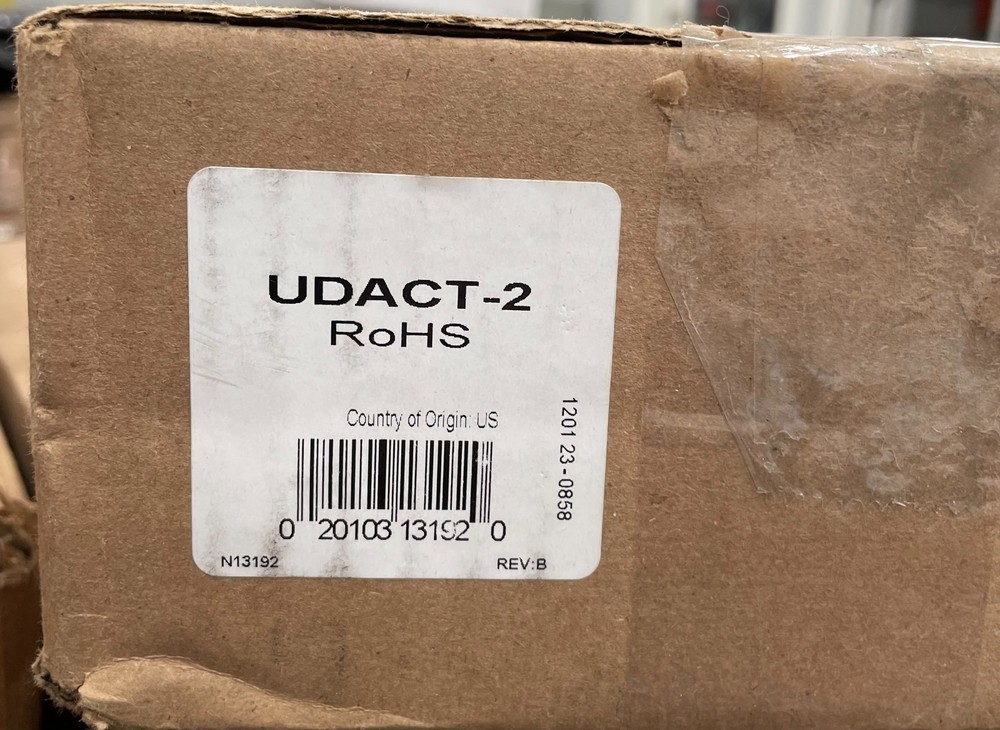 UDACT-2
RoHS
Country of Origin: US
0 20103 13192 0
N13192
REV:B
1201 23-0858